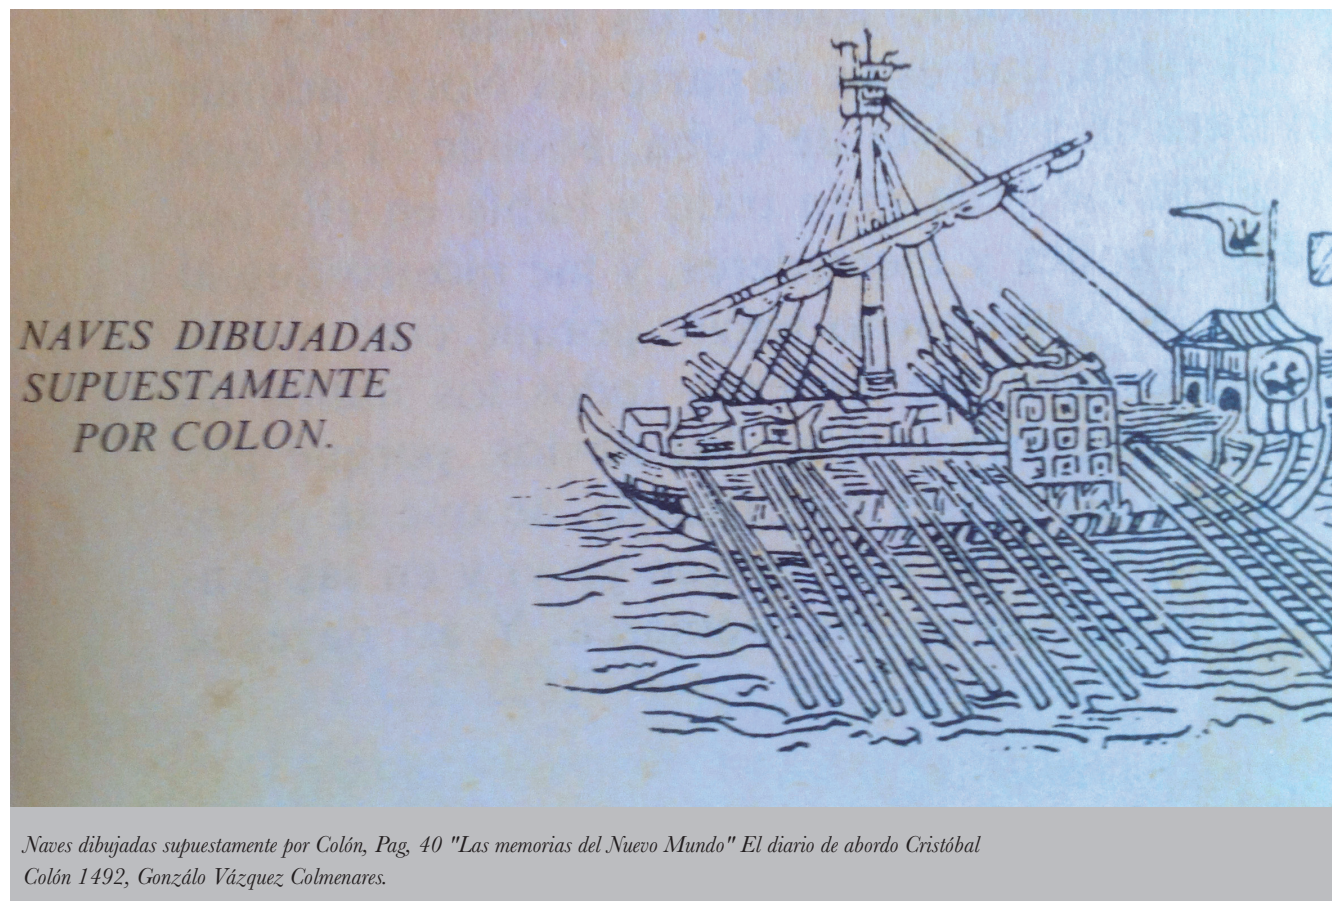 NAVES DIBUJADAS
SUPUESTAMENTE
POR COLON.
Naves dibujadas supuestamente por Colón, Pag, 40 "Las memorias del Nuevo Mundo" El diario de abordo Cristóbal
Colón 1492, Gonzálo Vázquez Colmenares.